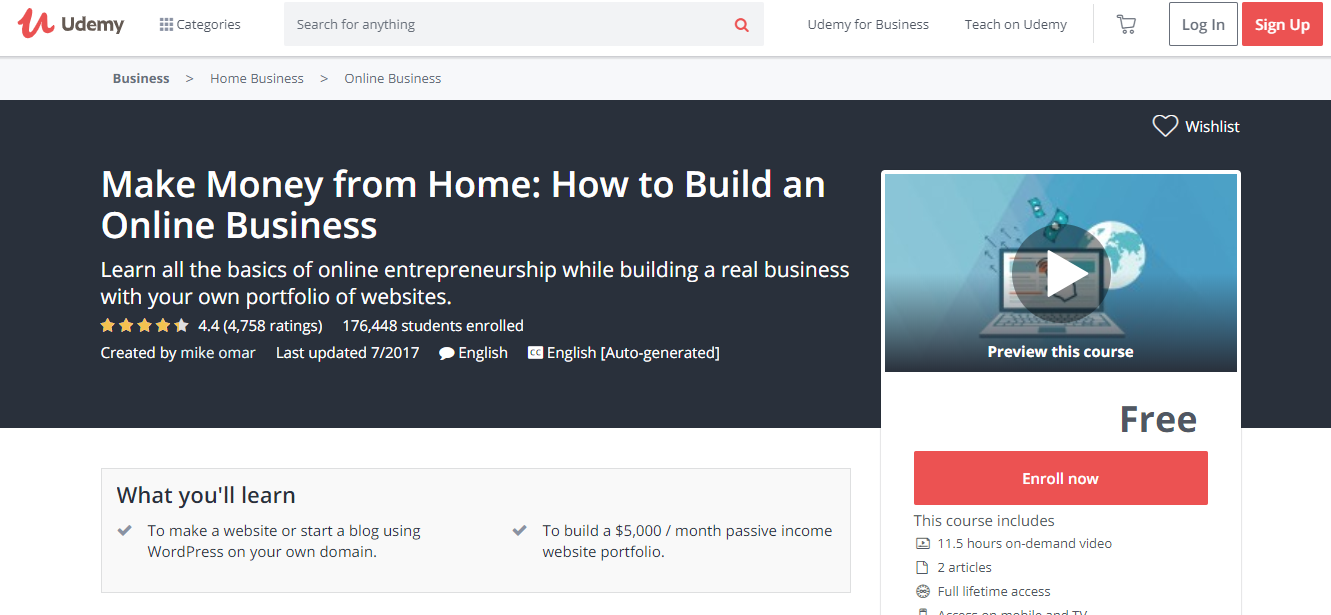 Udemy
Categories
Search for anything
Udemy for Business
Teach on Udemy
Log In
Sign Up
Business > Home Business > Online Business
Wishlist
Make Money from Home: How to Build an
Online Business
Learn all the basics of online entrepreneurship while building a real business
with your own portfolio of websites.
4.4 (4,758 ratings) 176,448 students enrolled
Created by mike omar Last updated 7/2017 English CC English [Auto-generated]
Preview this course
Free
Enroll now
This course includes
11.5 hours on-demand video
2 articles
Full lifetime access
Access on mobile and TV
What you'll learn
To make a website or start a blog using
WordPress on your own domain.
To build a $5,000 / month passive income
website portfolio.